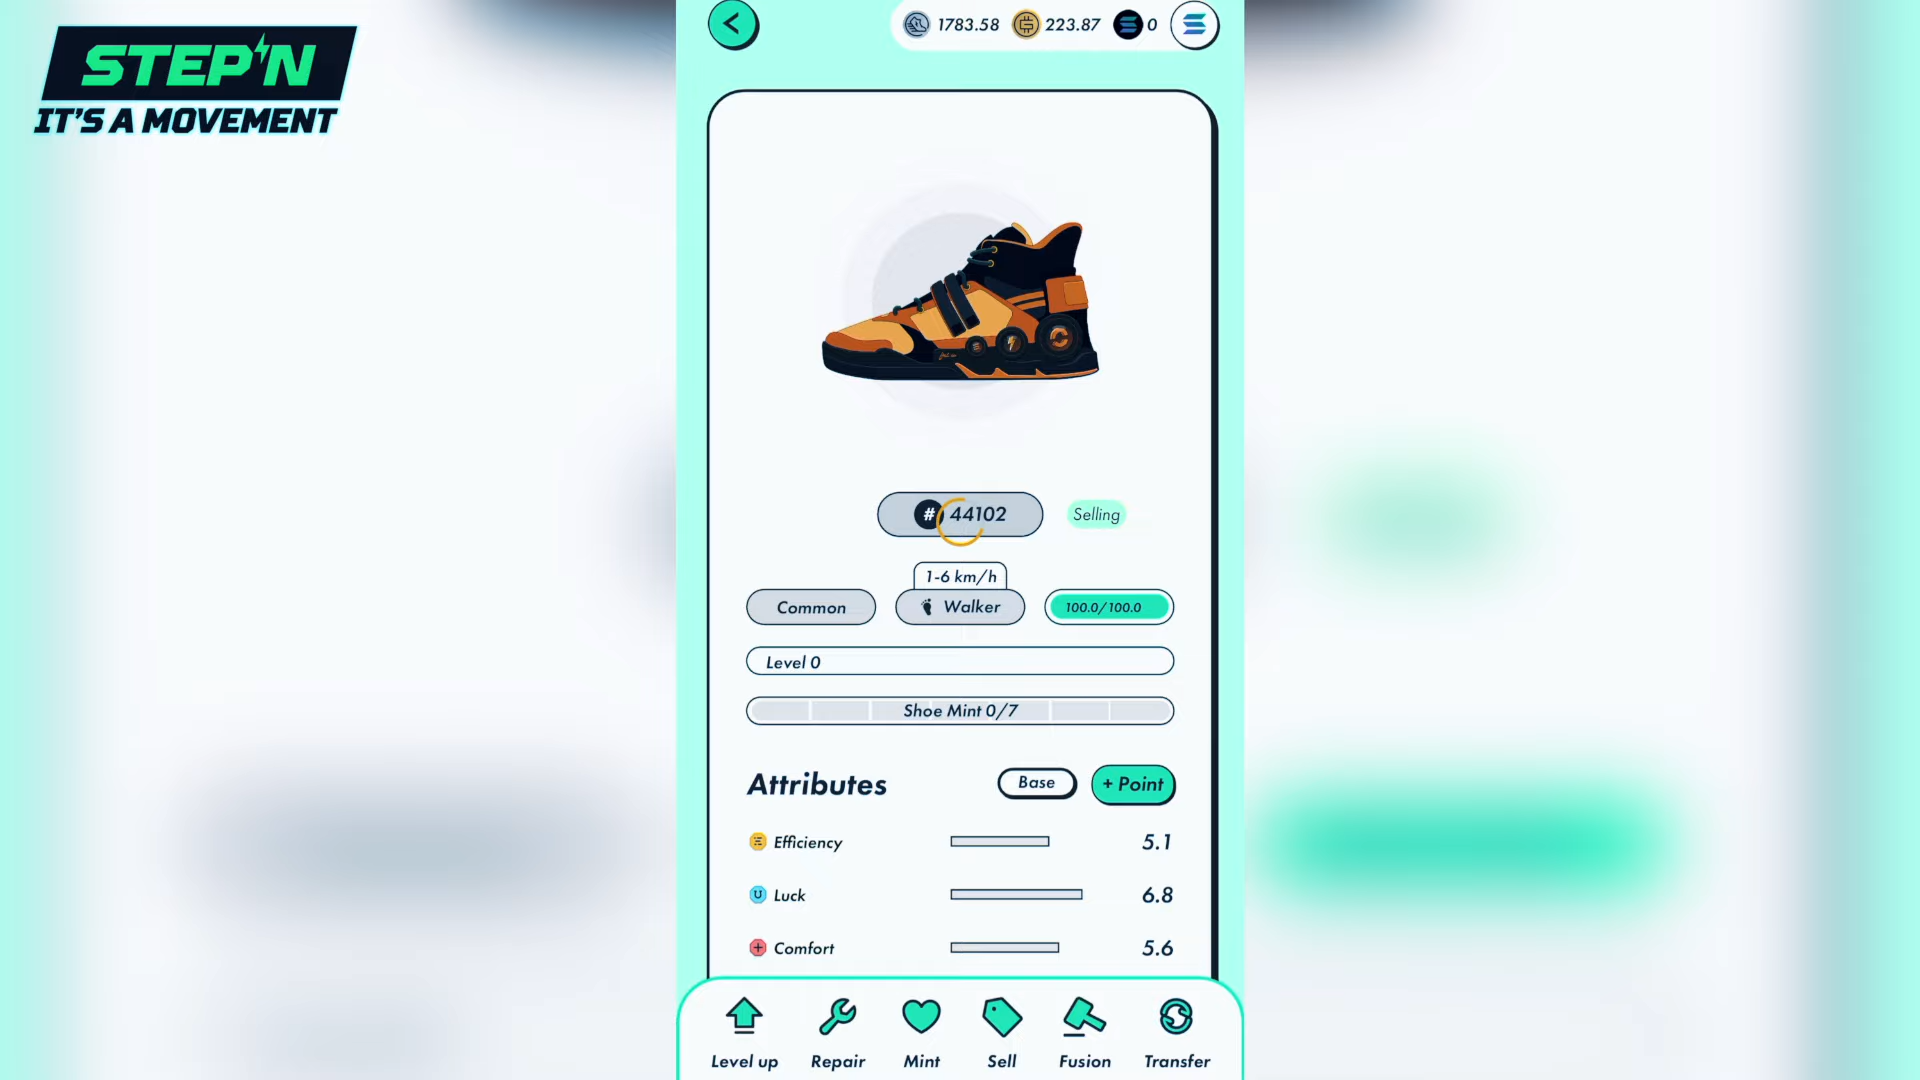 STEP'N
IT'S A MOVEMENT
1783.58 223.87 0
# 44102 Selling
1-6 km/h
Common Walker 100.0/100.0
Level 0
Shoe Mint 0/7
Attributes Base + Point
Efficiency 5.1
Luck 6.8
Comfort 5.6
Level up Repair Mint Sell Fusion Transfer